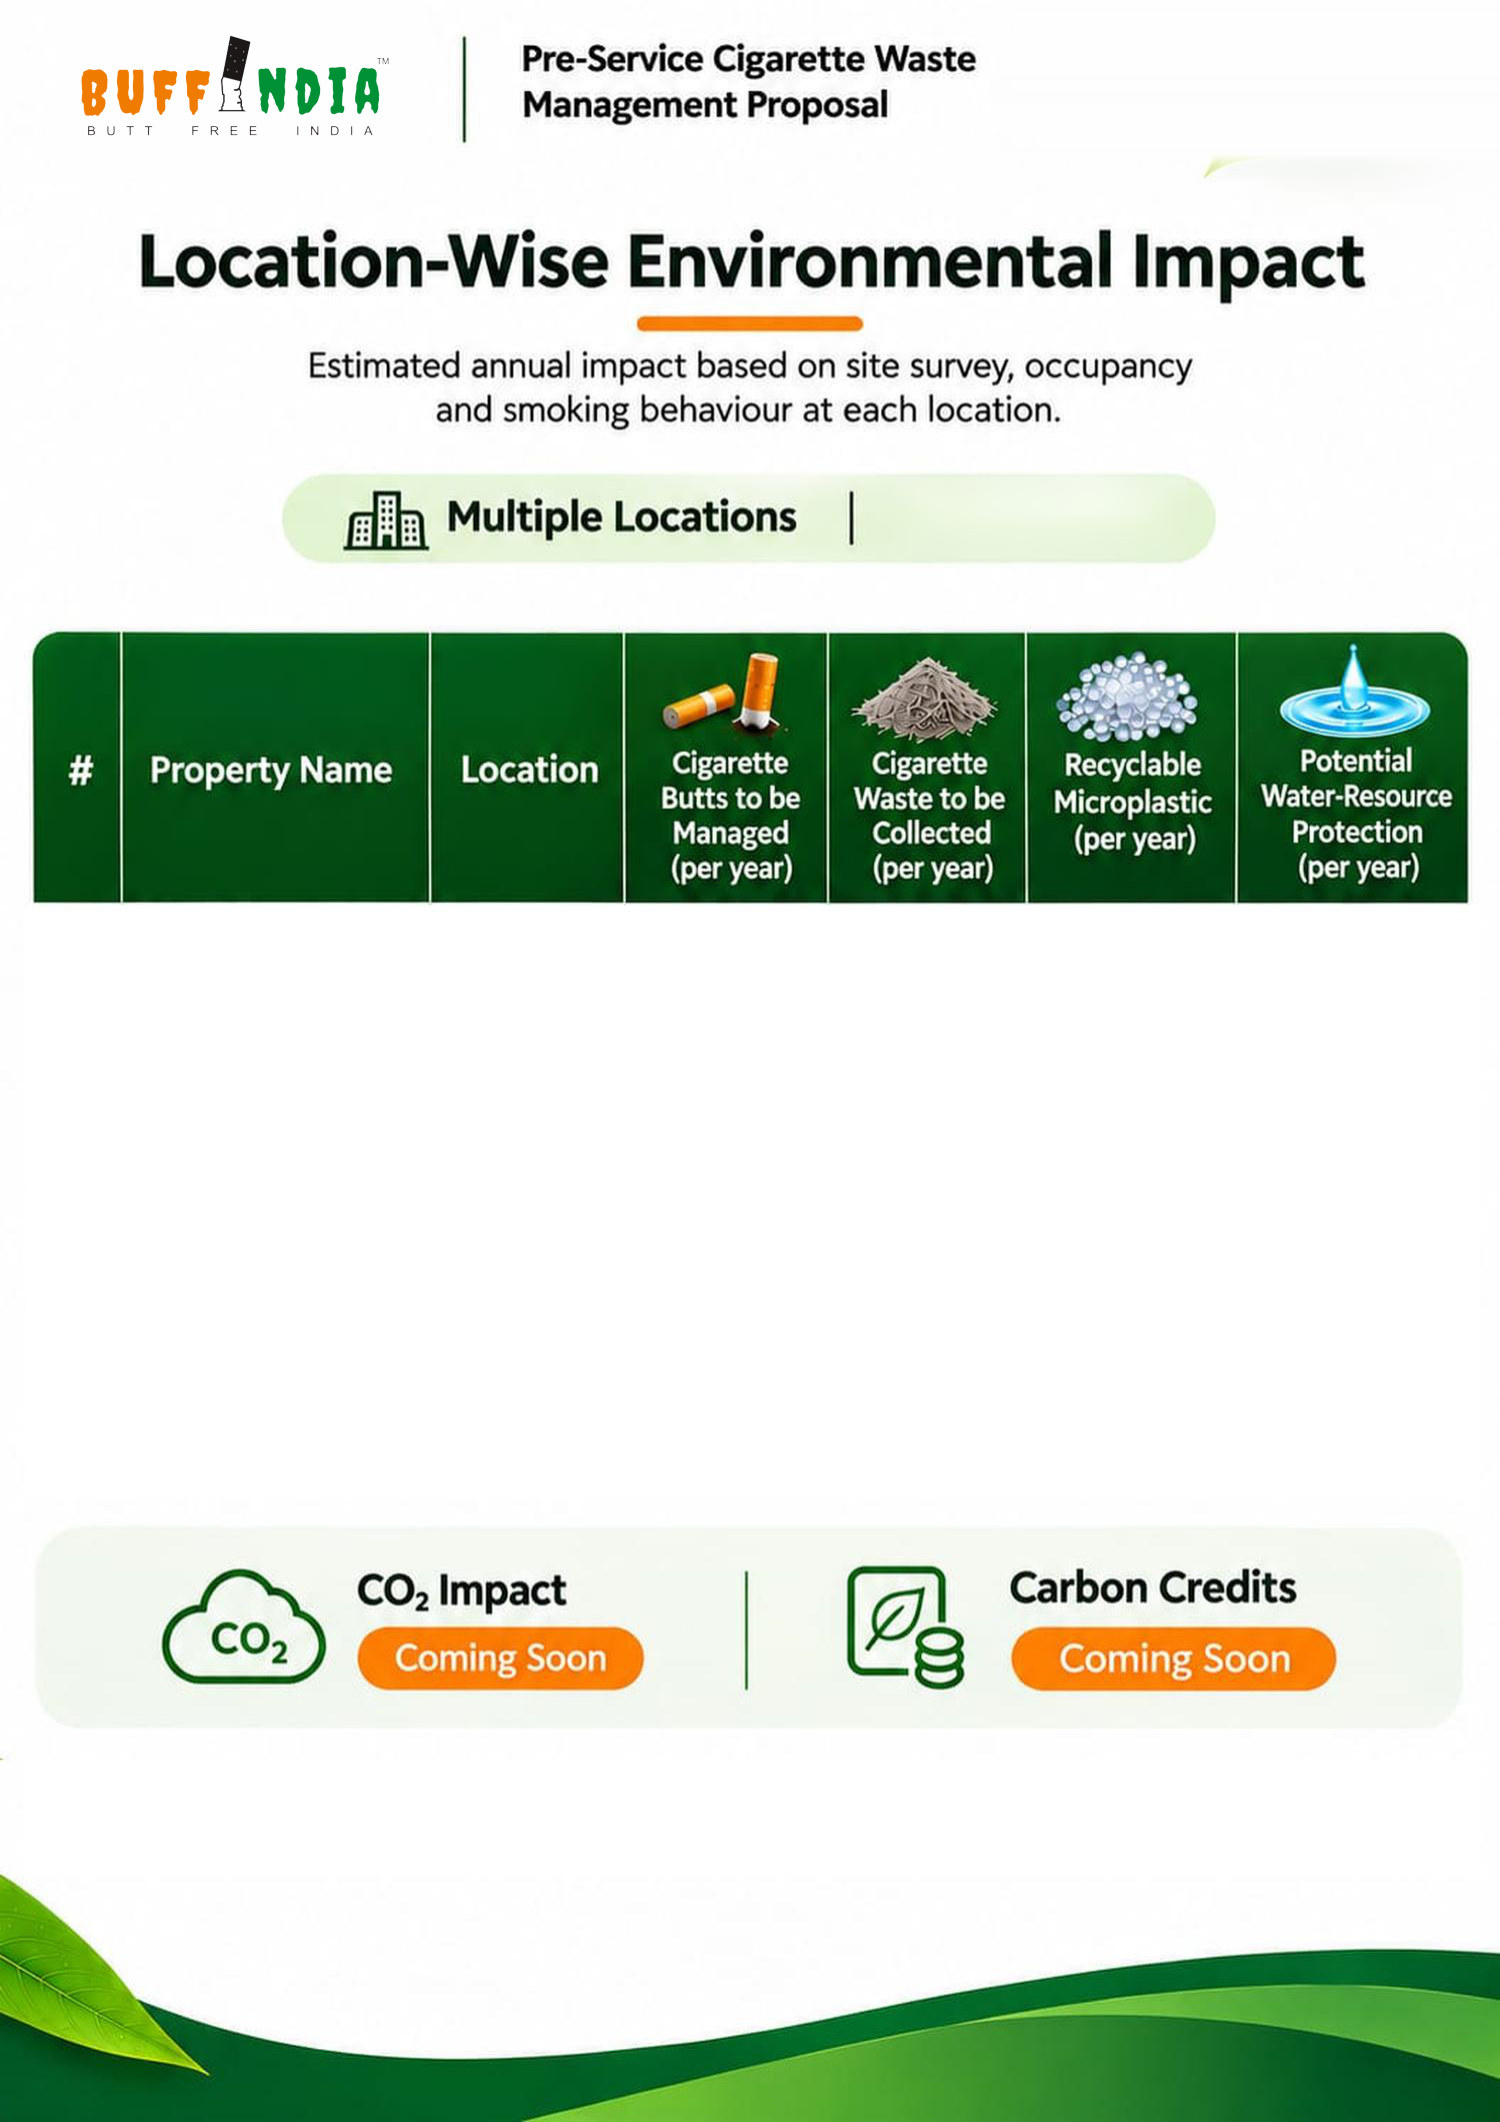 BUFFINDIA™
BUTT FREE INDIA
Pre-Service Cigarette Waste
Management Proposal
Location-Wise Environmental Impact
Estimated annual impact based on site survey, occupancy
and smoking behaviour at each location.
Multiple Locations |
#
Property Name
Location
Cigarette
Butts to be
Managed
(per year)
Cigarette
Waste to be
Collected
(per year)
Recyclable
Microplastic
(per year)
Potential
Water-Resource
Protection
(per year)
CO₂
CO₂ Impact
Coming Soon
Carbon Credits
Coming Soon